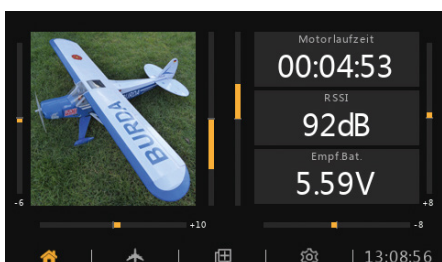 Motorlaufzeit
00:04:53
RSSI
92dB
Empf.Bat.
5.59V
BURDA
-6
+8
+10
-8
13:08:56